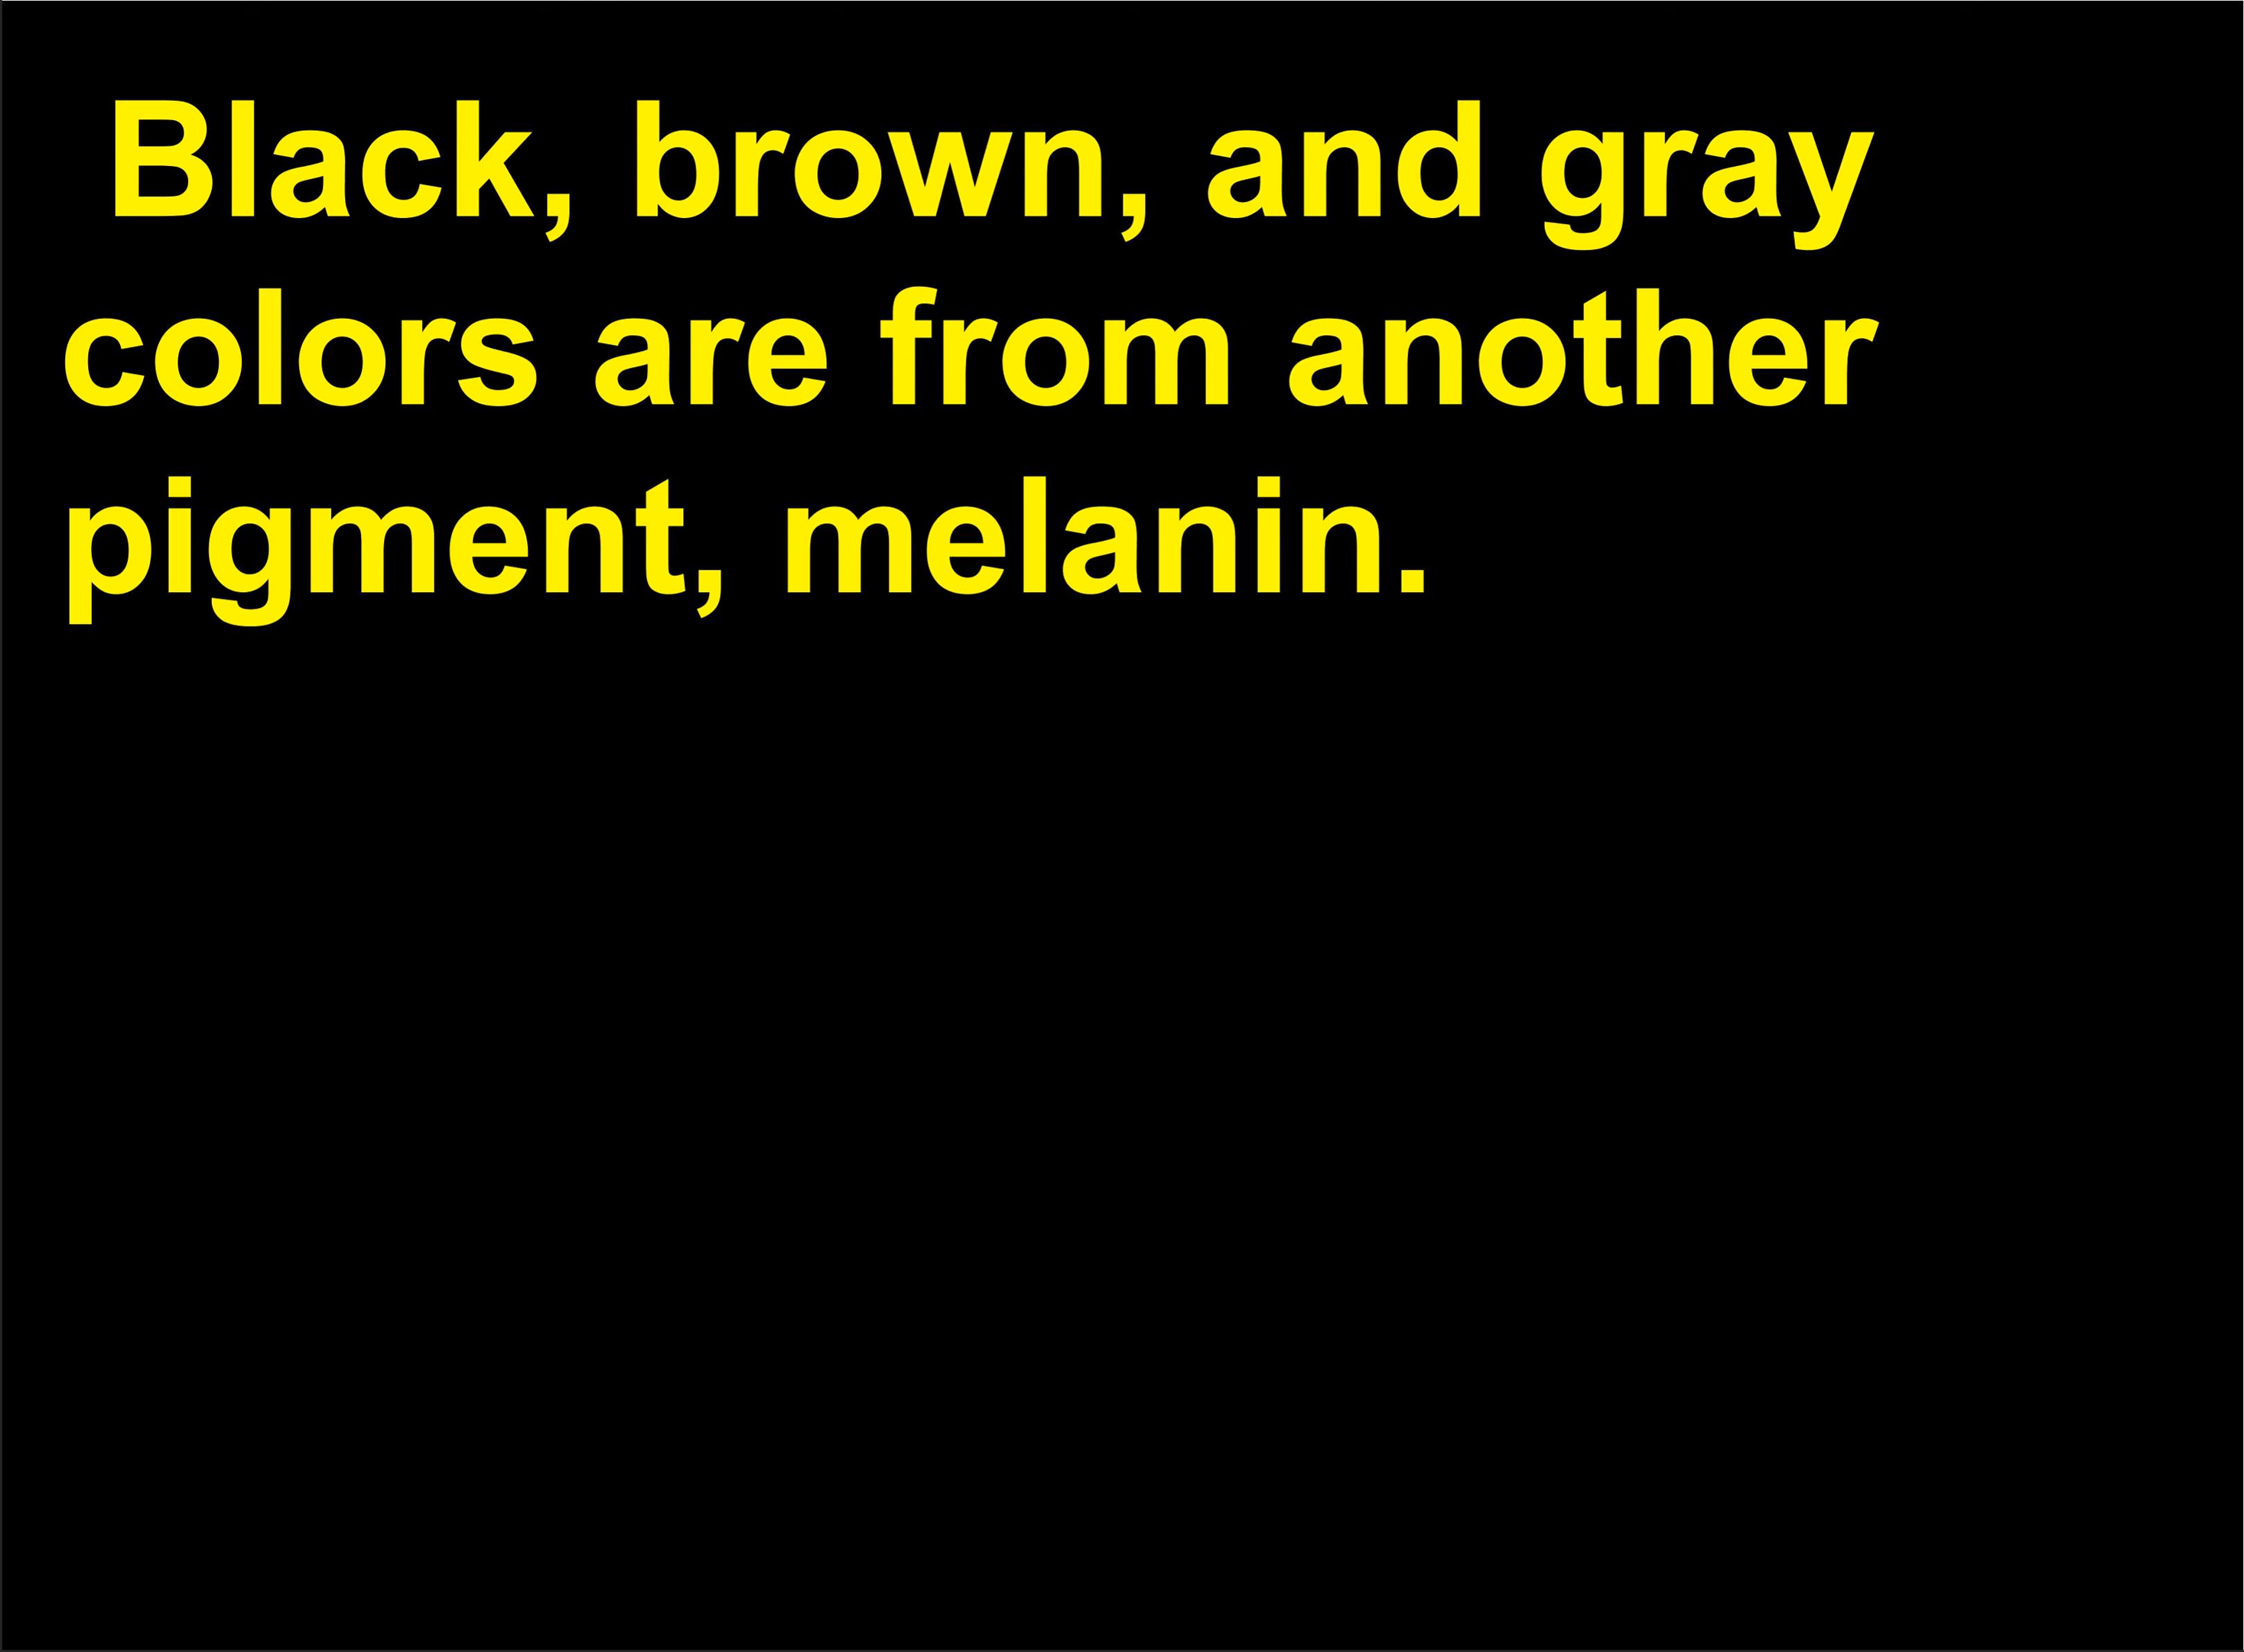 Black, brown, and gray
colors are from another
pigment, melanin.